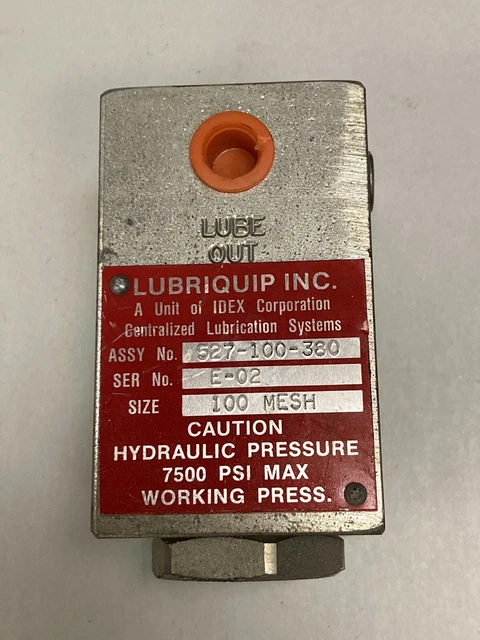 LUBE
OUT
LUBRIQUIP INC.
A Unit of IDEX Corporation
Centralized Lubrication Systems
ASSY No. 527-100-380
SER No. E-02
SIZE 100 MESH
CAUTION
HYDRAULIC PRESSURE
7500 PSI MAX
WORKING PRESS.